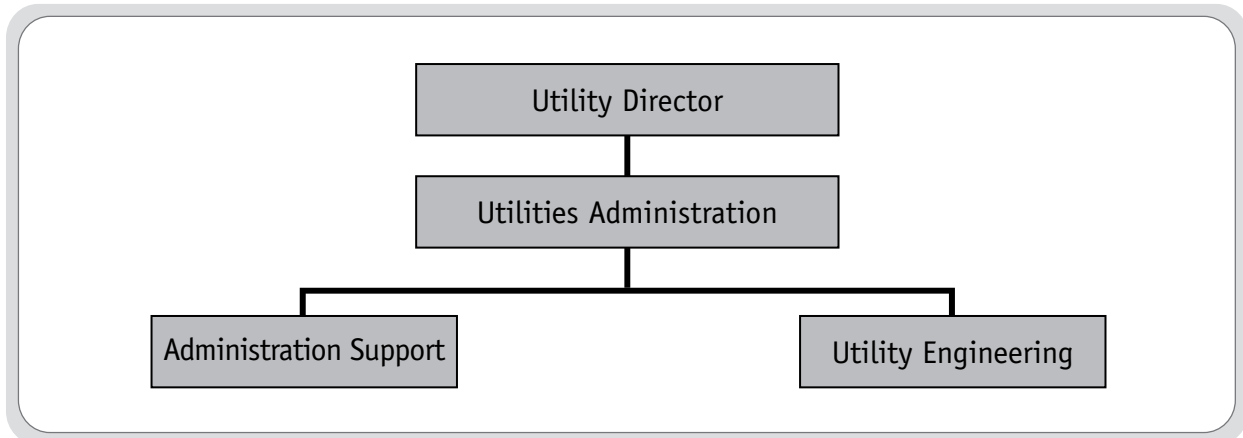 Utility Director
Utilities Administration
Administration Support
Utility Engineering